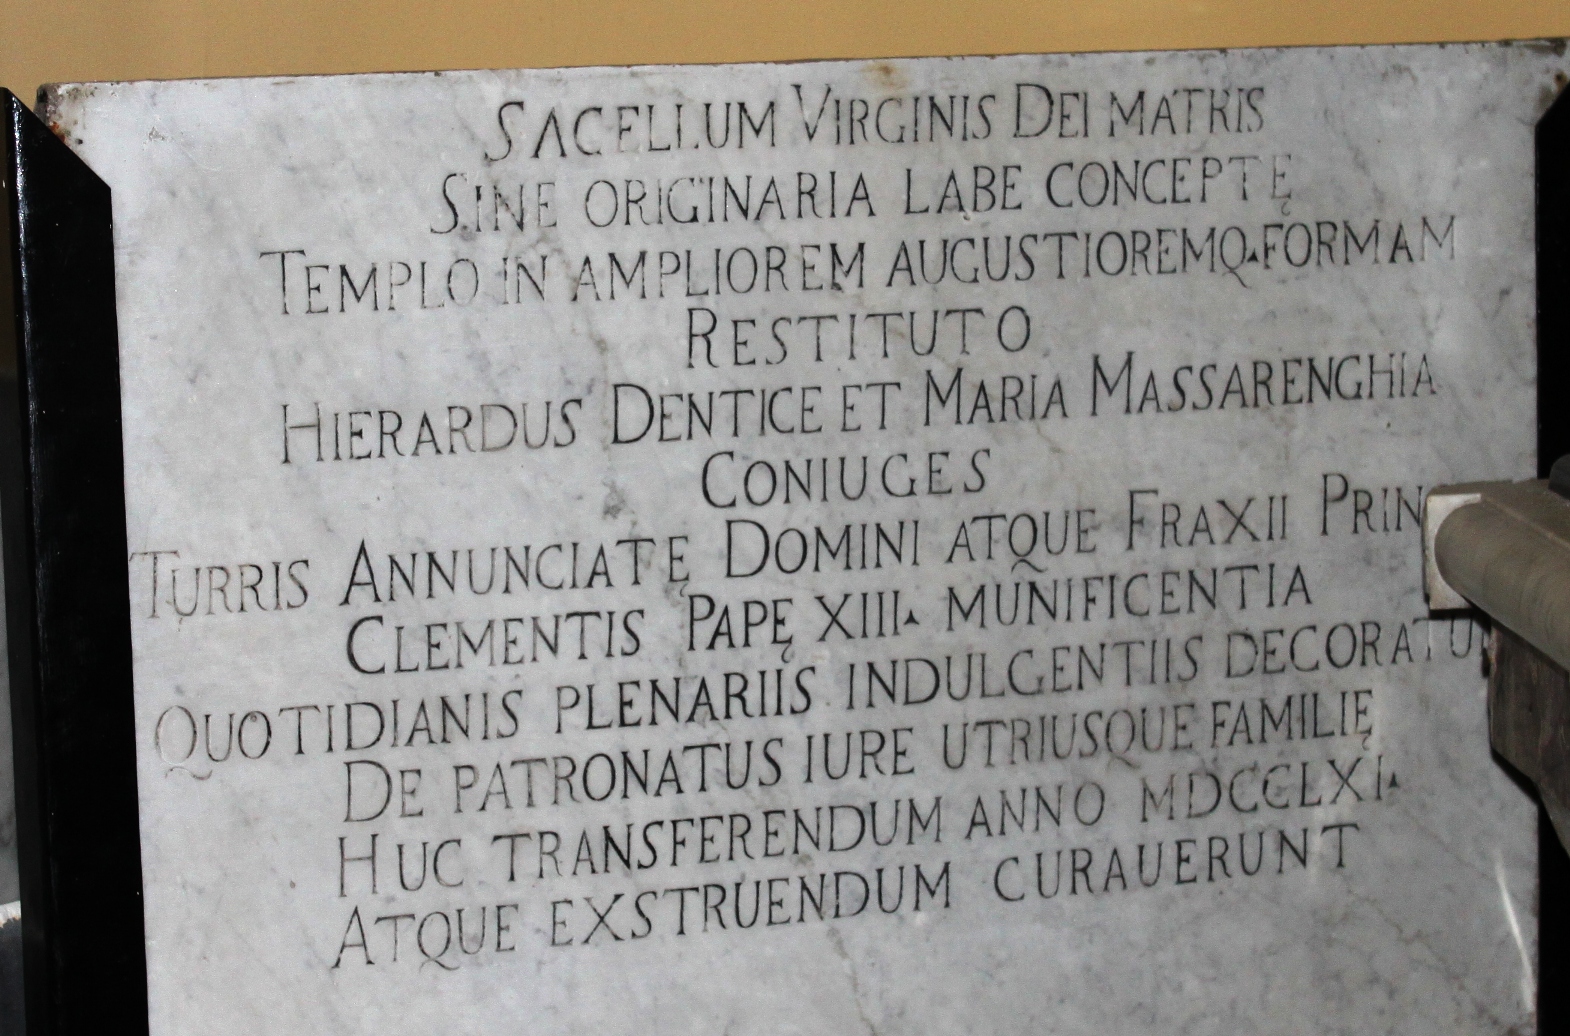 SACELLUM VIRGINIS DEI MATRIS
SINE ORIGINARIA LABE CONCEPTĘ
TEMPLO IN AMPLIOREM AUGUSTIOREMQ▴FORMAM
RESTITUTO
HIERARDUS DENTICE ET MARIA MASSARENGHIA
CONIUGES
TURRIS ANNUNCIATĘ DOMINI ATQUE FRAXII PRIN
CLEMENTIS PAPĘ XIII▴ MUNIFICENTIA
QUOTIDIANIS PLENARIIS INDULGENTIIS DECORATU
DE PATRONATUS IURE UTRIUSQUE FAMILIĘ
HUC TRANSFERENDUM ANNO MDCCLXI▴
ATQUE EXSTRUENDUM CURAUERUNT